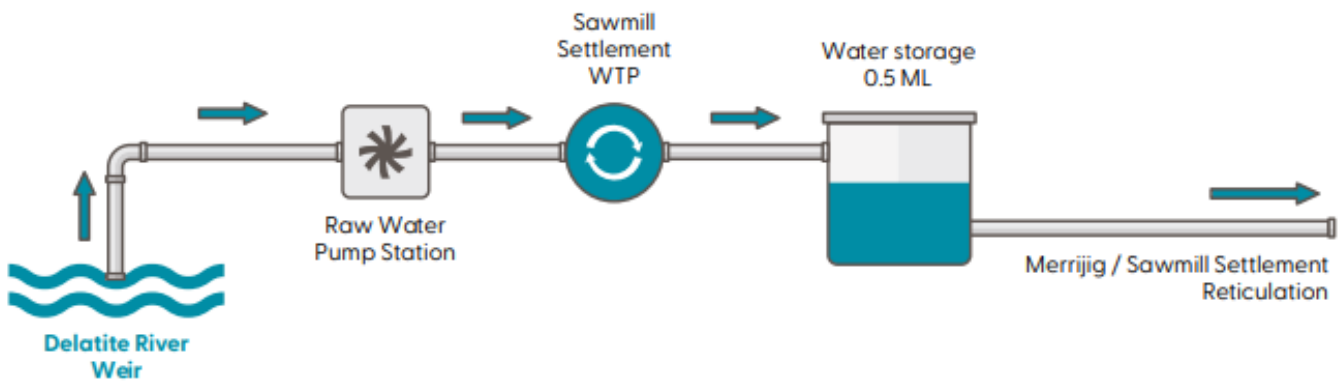 Sawmill
Settlement
WTP
Water storage
0.5 ML
Raw Water
Pump Station
Merrijig / Sawmill Settlement
Reticulation
Delatite River
Weir